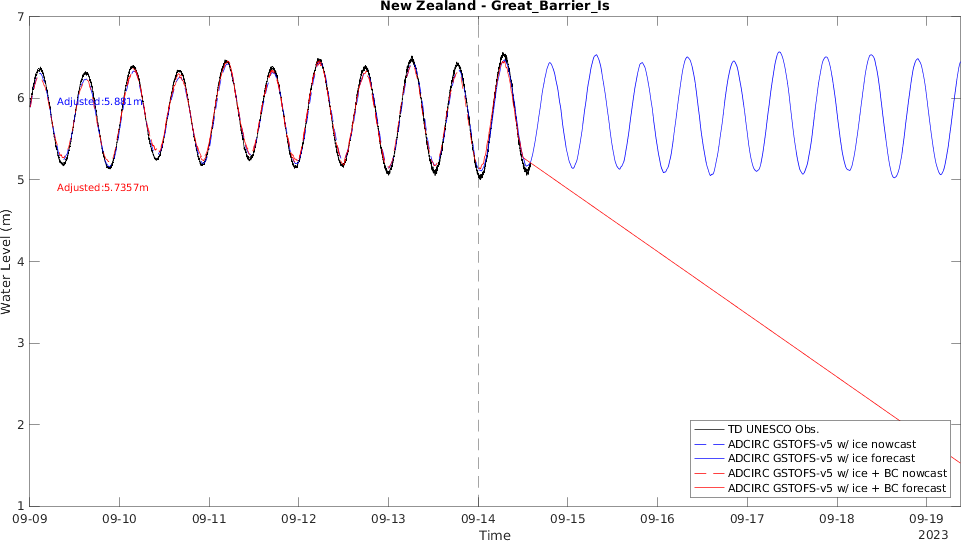 New Zealand - Great_Barrier_Is
7
6
5
4
3
2
1
Water Level (m)
Adjusted:5.881m
Adjusted:5.7357m
TD UNESCO Obs.
ADCIRC GSTOFS-v5 w/ ice nowcast
ADCIRC GSTOFS-v5 w/ ice forecast
ADCIRC GSTOFS-v5 w/ ice + BC nowcast
ADCIRC GSTOFS-v5 w/ ice + BC forecast
09-09 09-10 09-11 09-12 09-13 09-14 09-15 09-16 09-17 09-18 09-19
Time
2023